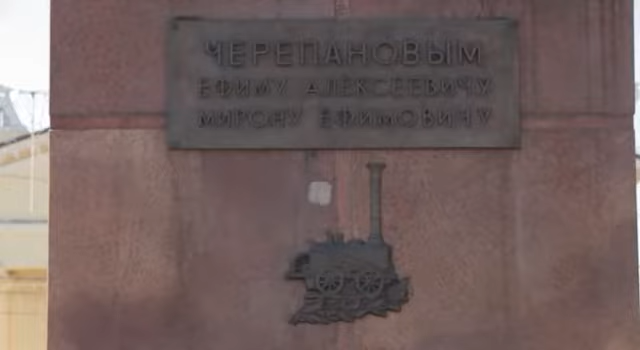 ЧЕРЕПАНОВЫМ
ЕФИМУ АЛЕКСЕЕВИЧУ
МИРОНУ ЕФИМОВИЧУ